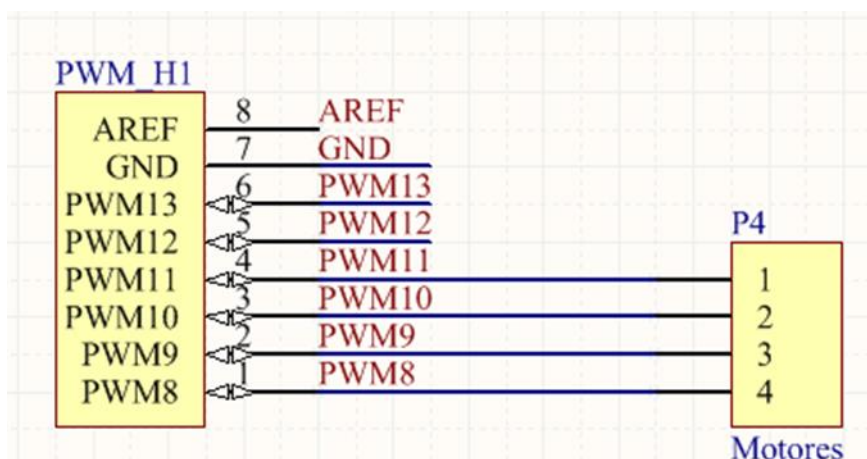 PWM_H1
AREF 8 AREF
GND 7 GND
PWM13 6 PWM13
PWM12 5 PWM12
PWM11 4 PWM11
PWM10 3 PWM10
PWM9 2 PWM9
PWM8 1 PWM8
P4
1
2
3
4
Motores